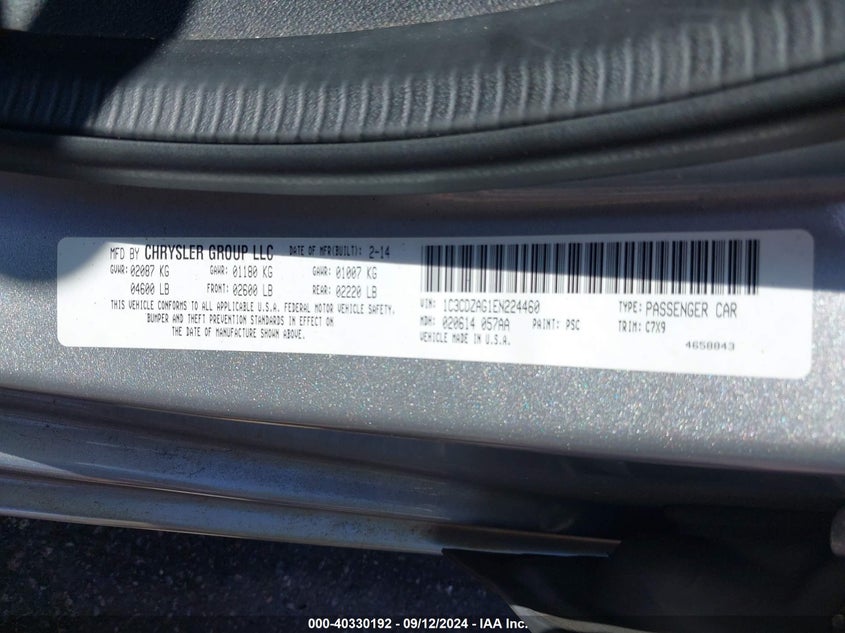 MFD BY CHRYSLER GROUP LLC DATE OF MFR(BUILT): 2-14
GVWR: 02087 KG GAWR: 01180 KG GAWR: 01007 KG
04600 LB FRONT: 02600 LB REAR: 02220 LB
THIS VEHICLE CONFORMS TO ALL APPLICABLE U.S.A. FEDERAL MOTOR VEHICLE SAFETY,
BUMPER AND THEFT PREVENTION STANDARDS IN EFFECT ON
THE DATE OF MANUFACTURE SHOWN ABOVE.
VIN: 1C3CDZAG1EN224460 TYPE: PASSENGER CAR
MDH: 020614 057AA PAINT: PSC TRIM: C7X9
VEHICLE MADE IN U.S.A. 4658843
000-40330192 - 09/12/2024 - IAA Inc.